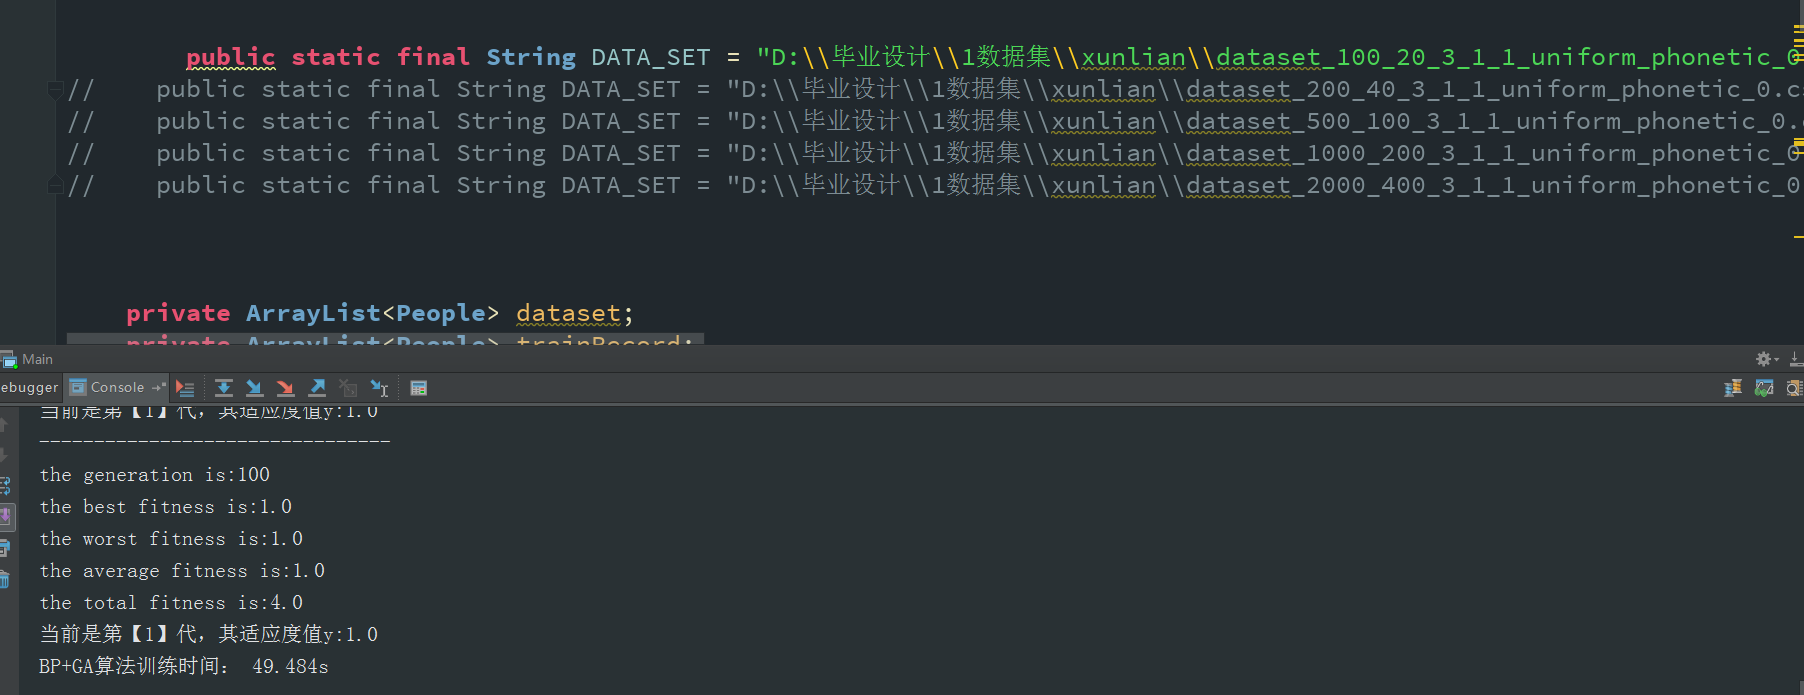 public static final String DATA_SET = "D:\\毕业设计\\1数据集\\xunlian\\dataset_100_20_3_1_1_uniform_phonetic_0
// public static final String DATA_SET = "D:\\毕业设计\\1数据集\\xunlian\\dataset_200_40_3_1_1_uniform_phonetic_0.c
// public static final String DATA_SET = "D:\\毕业设计\\1数据集\\xunlian\\dataset_500_100_3_1_1_uniform_phonetic_0.
// public static final String DATA_SET = "D:\\毕业设计\\1数据集\\xunlian\\dataset_1000_200_3_1_1_uniform_phonetic_0
// public static final String DATA_SET = "D:\\毕业设计\\1数据集\\xunlian\\dataset_2000_400_3_1_1_uniform_phonetic_0
private ArrayList<People> dataset;
private ArrayList<People> trainRecord;
Main
ebugger Console
当前是第【1】代，其适应度值y:1.0
--------------------------------
the generation is:100
the best fitness is:1.0
the worst fitness is:1.0
the average fitness is:1.0
the total fitness is:4.0
当前是第【1】代，其适应度值y:1.0
BP+GA算法训练时间： 49.484s